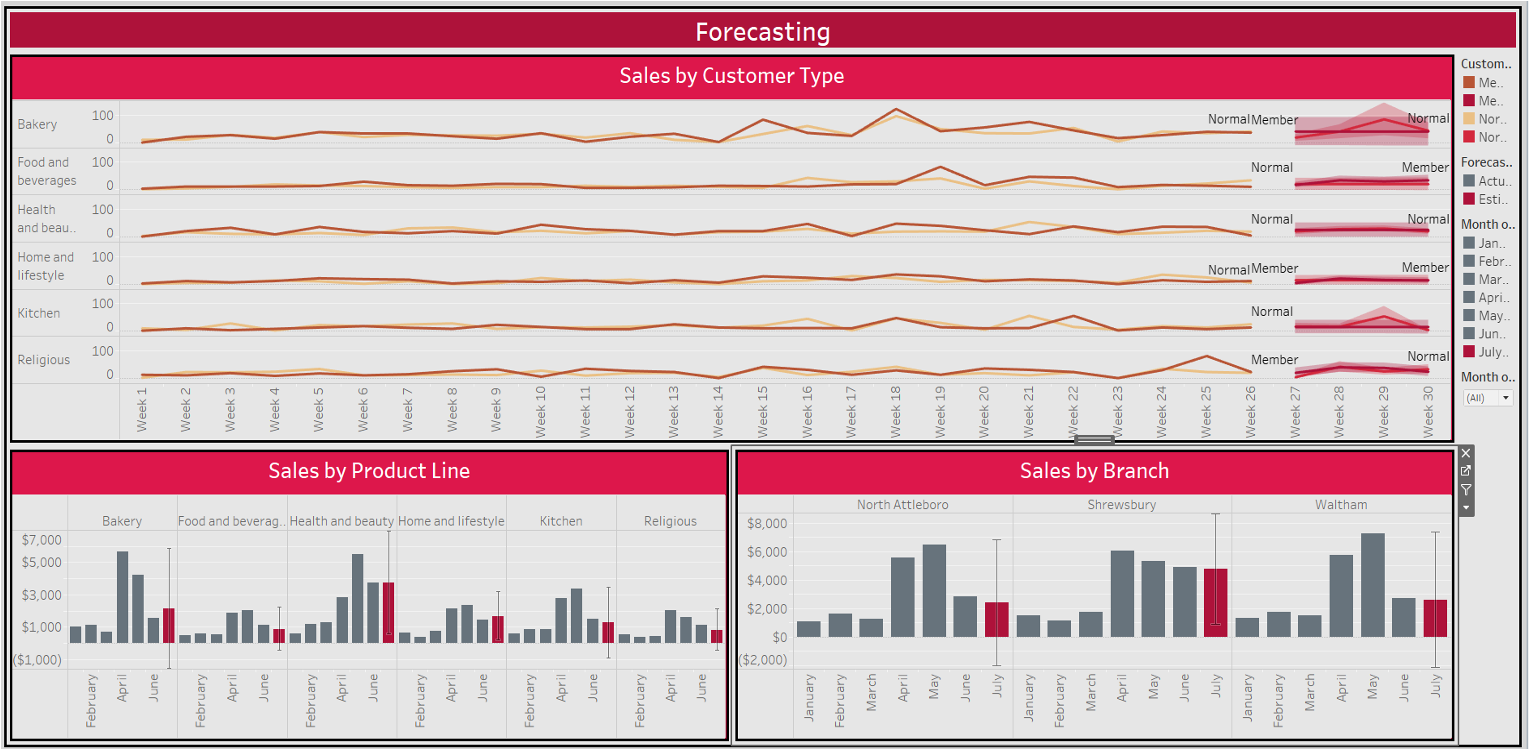 Forecasting
Sales by Customer Type
Custom..
Me..
Me..
Nor..
Nor..
Forecas..
Actu..
Esti..
Month o..
Jan..
Febr..
Mar..
Apri..
May..
Jun..
July..
Month o..
(All)
Bakery
100
0
Normal
Member
Normal
Food and
beverages
100
0
Normal
Member
Health
and beau..
100
0
Normal
Normal
Home and
lifestyle
100
0
Normal
Member
Member
Kitchen
100
0
Normal
Religious
100
0
Member
Normal
Week 1
Week 2
Week 3
Week 4
Week 5
Week 6
Week 7
Week 8
Week 9
Week 10
Week 11
Week 12
Week 13
Week 14
Week 15
Week 16
Week 17
Week 18
Week 19
Week 20
Week 21
Week 22
Week 23
Week 24
Week 25
Week 26
Week 27
Week 28
Week 29
Week 30
Sales by Product Line
Bakery
Food and beverag..
Health and beauty
Home and lifestyle
Kitchen
Religious
$7,000
$5,000
$3,000
$1,000
($1,000)
February
April
June
February
April
June
February
April
June
February
April
June
February
April
June
February
April
June
Sales by Branch
North Attleboro
Shrewsbury
Waltham
$8,000
$6,000
$4,000
$2,000
$0
($2,000)
January
February
March
April
May
June
July
January
February
March
April
May
June
July
January
February
March
April
May
June
July